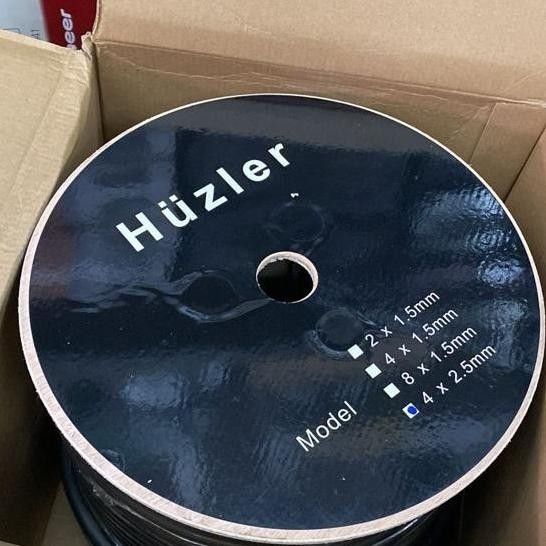 Hüzler
Model
2 x 1.5mm
4 x 1.5mm
8 x 1.5mm
4 x 2.5mm